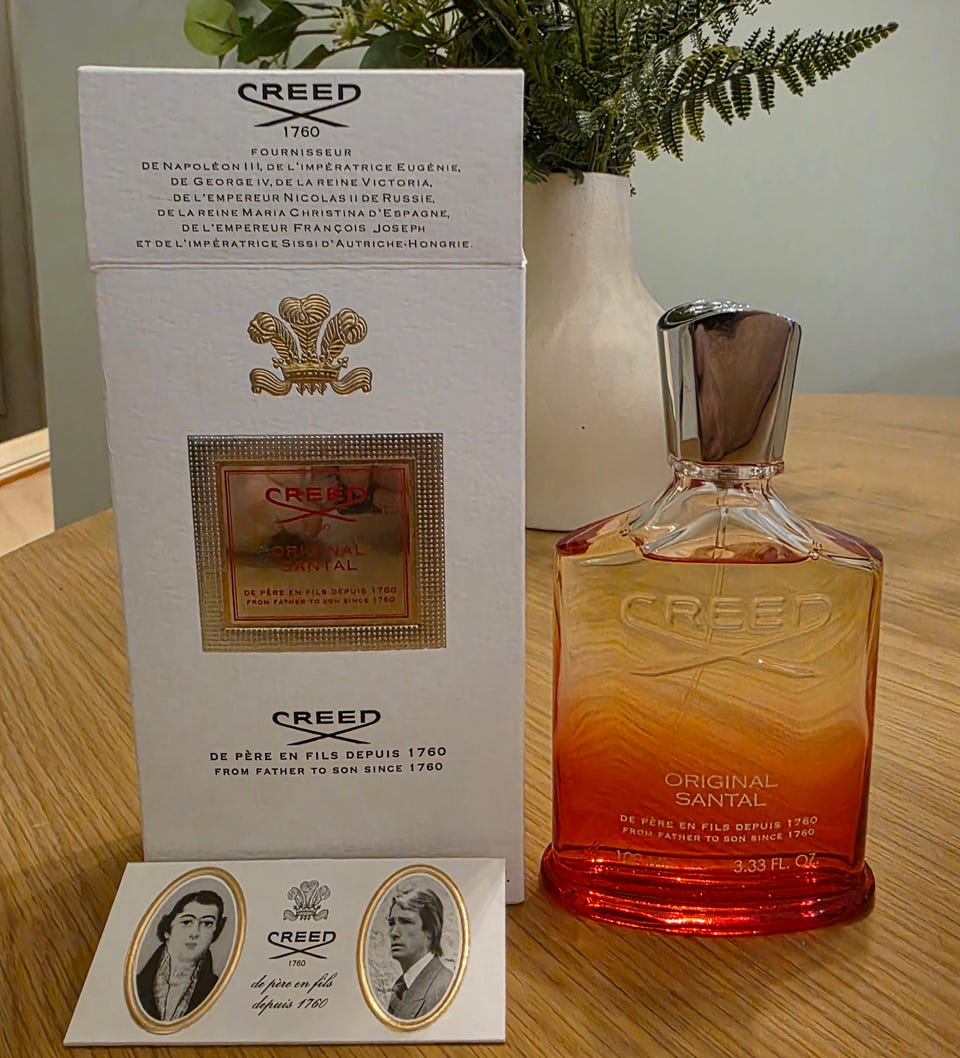 CREED
1760
FOURNISSEUR
DE NAPOLÉON III, DE L'IMPÉRATRICE EUGÉNIE,
DE GEORGE IV, DE LA REINE VICTORIA,
DE L'EMPEREUR NICOLAS II DE RUSSIE,
DE LA REINE MARIA CHRISTINA D'ESPAGNE,
DE L'EMPEREUR FRANÇOIS JOSEPH
ET DE L'IMPÉRATRICE SISSI D'AUTRICHE-HONGRIE.
CREED
ORIGINAL
SANTAL
DE PÈRE EN FILS DEPUIS 1760
FROM FATHER TO SON SINCE 1760
CREED
DE PÈRE EN FILS DEPUIS 1760
FROM FATHER TO SON SINCE 1760
CREED
1760
de père en fils
depuis 1760
CREED
ORIGINAL
SANTAL
DE PÈRE EN FILS DEPUIS 1760
FROM FATHER TO SON SINCE 1760
3.33 FL. OZ.